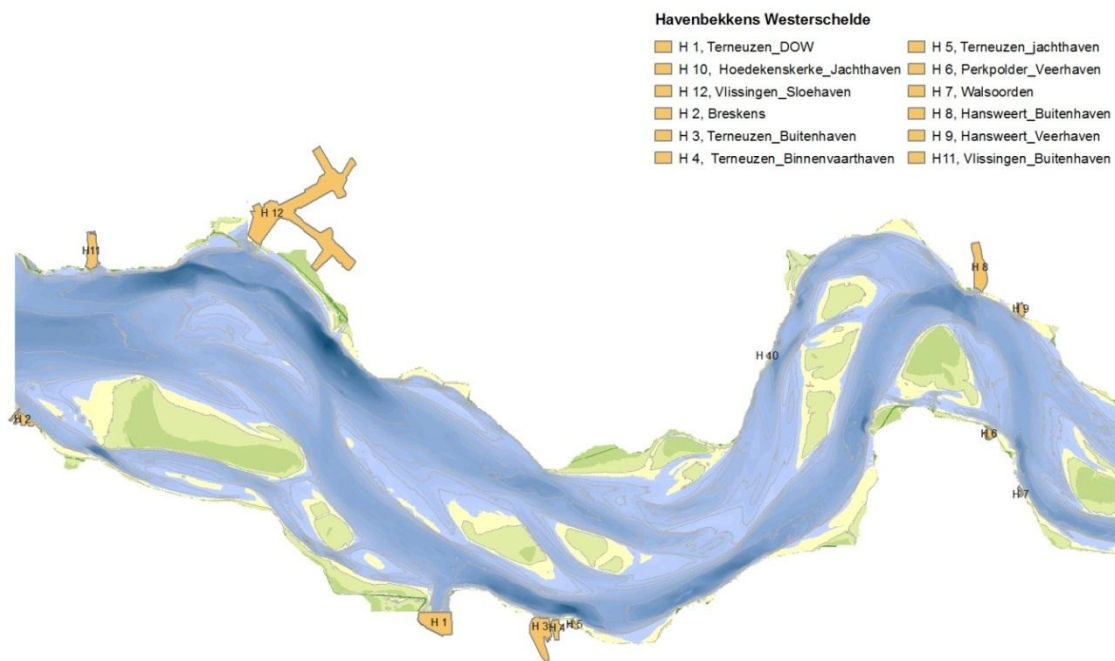 Havenbekkens Westerschelde
H 1, Terneuzen_DOW
H 10, Hoedekenskerke_Jachthaven
H 12, Vlissingen_Sloehaven
H 2, Breskens
H 3, Terneuzen_Buitenhaven
H 4, Terneuzen_Binnenvaarthaven
H 5, Terneuzen_jachthaven
H 6, Perkpolder_Veerhaven
H 7, Walsoorden
H 8, Hansweert_Buitenhaven
H 9, Hansweert_Veerhaven
H11, Vlissingen_Buitenhaven
H 12
H11
H 8
H 9
H 10
H 2
H 6
H 7
H 1
H 3
H 4
H 5